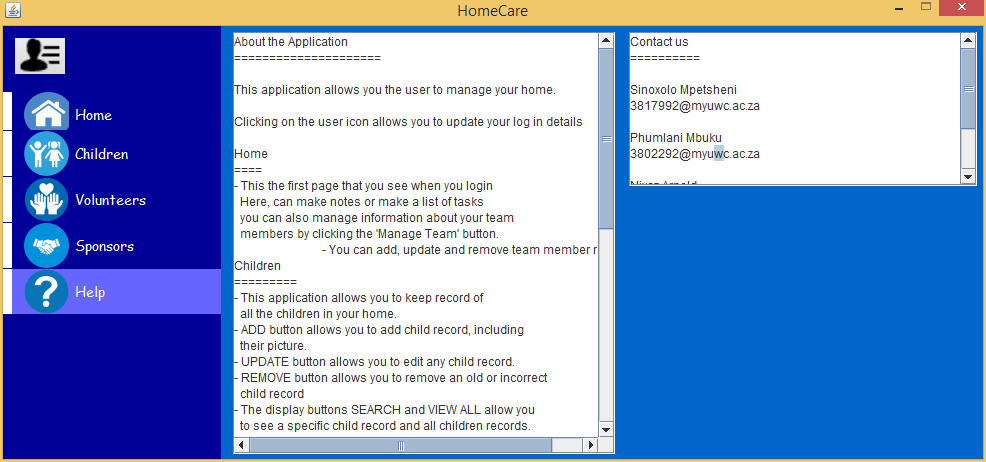 HomeCare
Home
Children
Volunteers
Sponsors
Help
About the Application
=====================
This application allows you the user to manage your home.
Clicking on the user icon allows you to update your log in details
Home
====
- This the first page that you see when you login
Here, can make notes or make a list of tasks
you can also manage information about your team
members by clicking the 'Manage Team' button.
- You can add, update and remove team member r
Children
=========
- This application allows you to keep record of
all the children in your home.
- ADD button allows you to add child record, including
their picture.
- UPDATE button allows you to edit any child record.
- REMOVE button allows you to remove an old or incorrect
child record
- The display buttons SEARCH and VIEW ALL allow you
to see a specific child record and all children records.
Contact us
==========
Sinoxolo Mpetsheni
3817992@myuwc.ac.za
Phumlani Mbuku
3802292@myuwc.ac.za